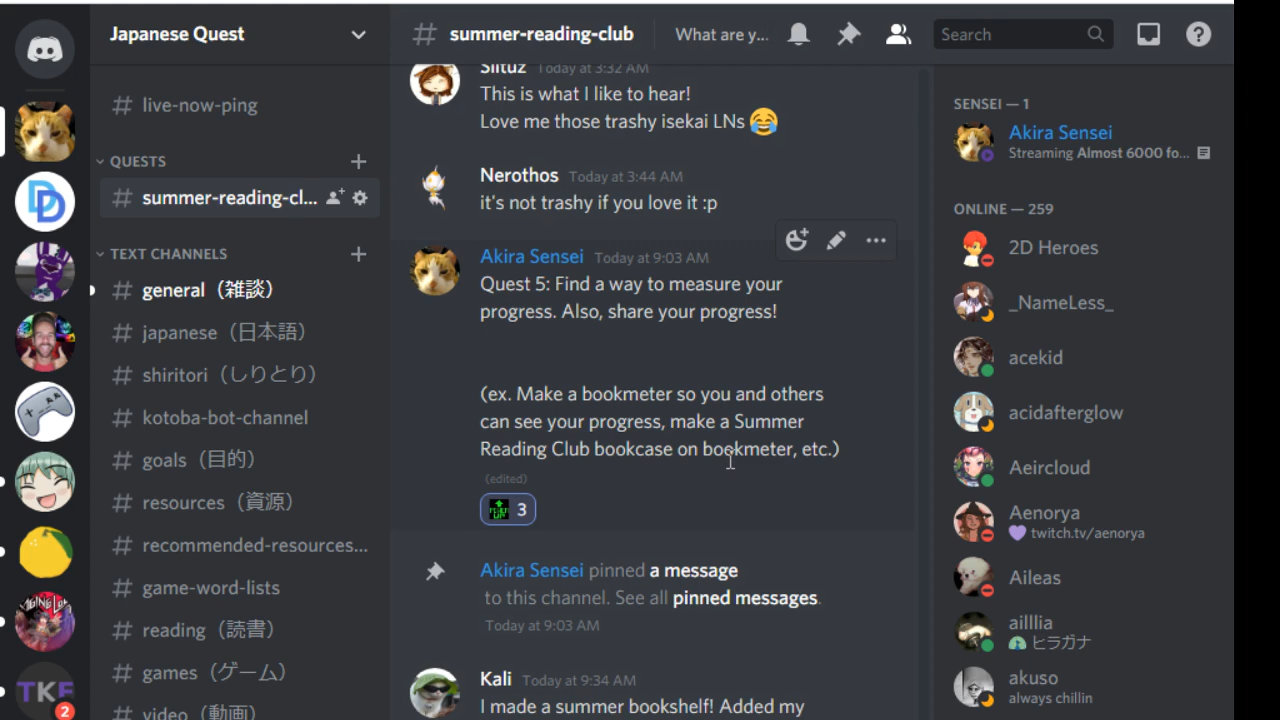 Japanese Quest
# live-now-ping
QUESTS
# summer-reading-cl...
TEXT CHANNELS
# general (雑談)
# japanese (日本語)
# shiritori (しりとり)
# kotoba-bot-channel
# goals (目的)
# resources (資源)
# recommended-resources...
# game-word-lists
# reading (読書)
# games (ゲーム)
# video (動画)
TKF
2
# summer-reading-club
What are y...
Search
Slituz Today at 3:32 AM
This is what I like to hear!
Love me those trashy isekai LNs 😂
Nerothos Today at 3:44 AM
it's not trashy if you love it :p
Akira Sensei Today at 9:03 AM
Quest 5: Find a way to measure your
progress. Also, share your progress!
(ex. Make a bookmeter so you and others
can see your progress, make a Summer
Reading Club bookcase on bookmeter, etc.)
(edited)
3
Akira Sensei pinned a message
to this channel. See all pinned messages.
Today at 9:03 AM
Kali Today at 9:34 AM
I made a summer bookshelf! Added my
SENSEI — 1
Akira Sensei
Streaming Almost 6000 fo...
ONLINE — 259
2D Heroes
_NameLess_
acekid
acidafterglow
Aeircloud
Aenorya
💜 twitch.tv/aenorya
Aileas
ailllia
ヒラガナ
akuso
always chillin